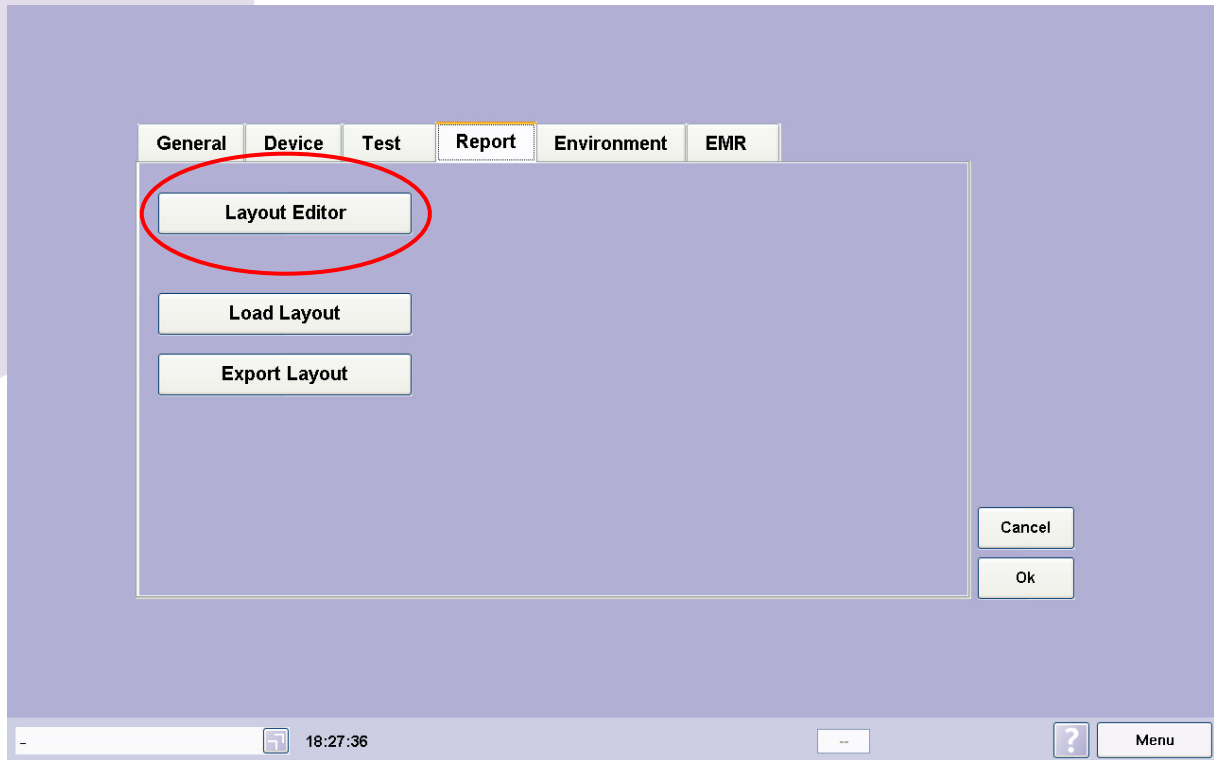 General Device Test Report Environment EMR
Layout Editor
Load Layout
Export Layout
Cancel
Ok
- 18:27:36 -- ? Menu